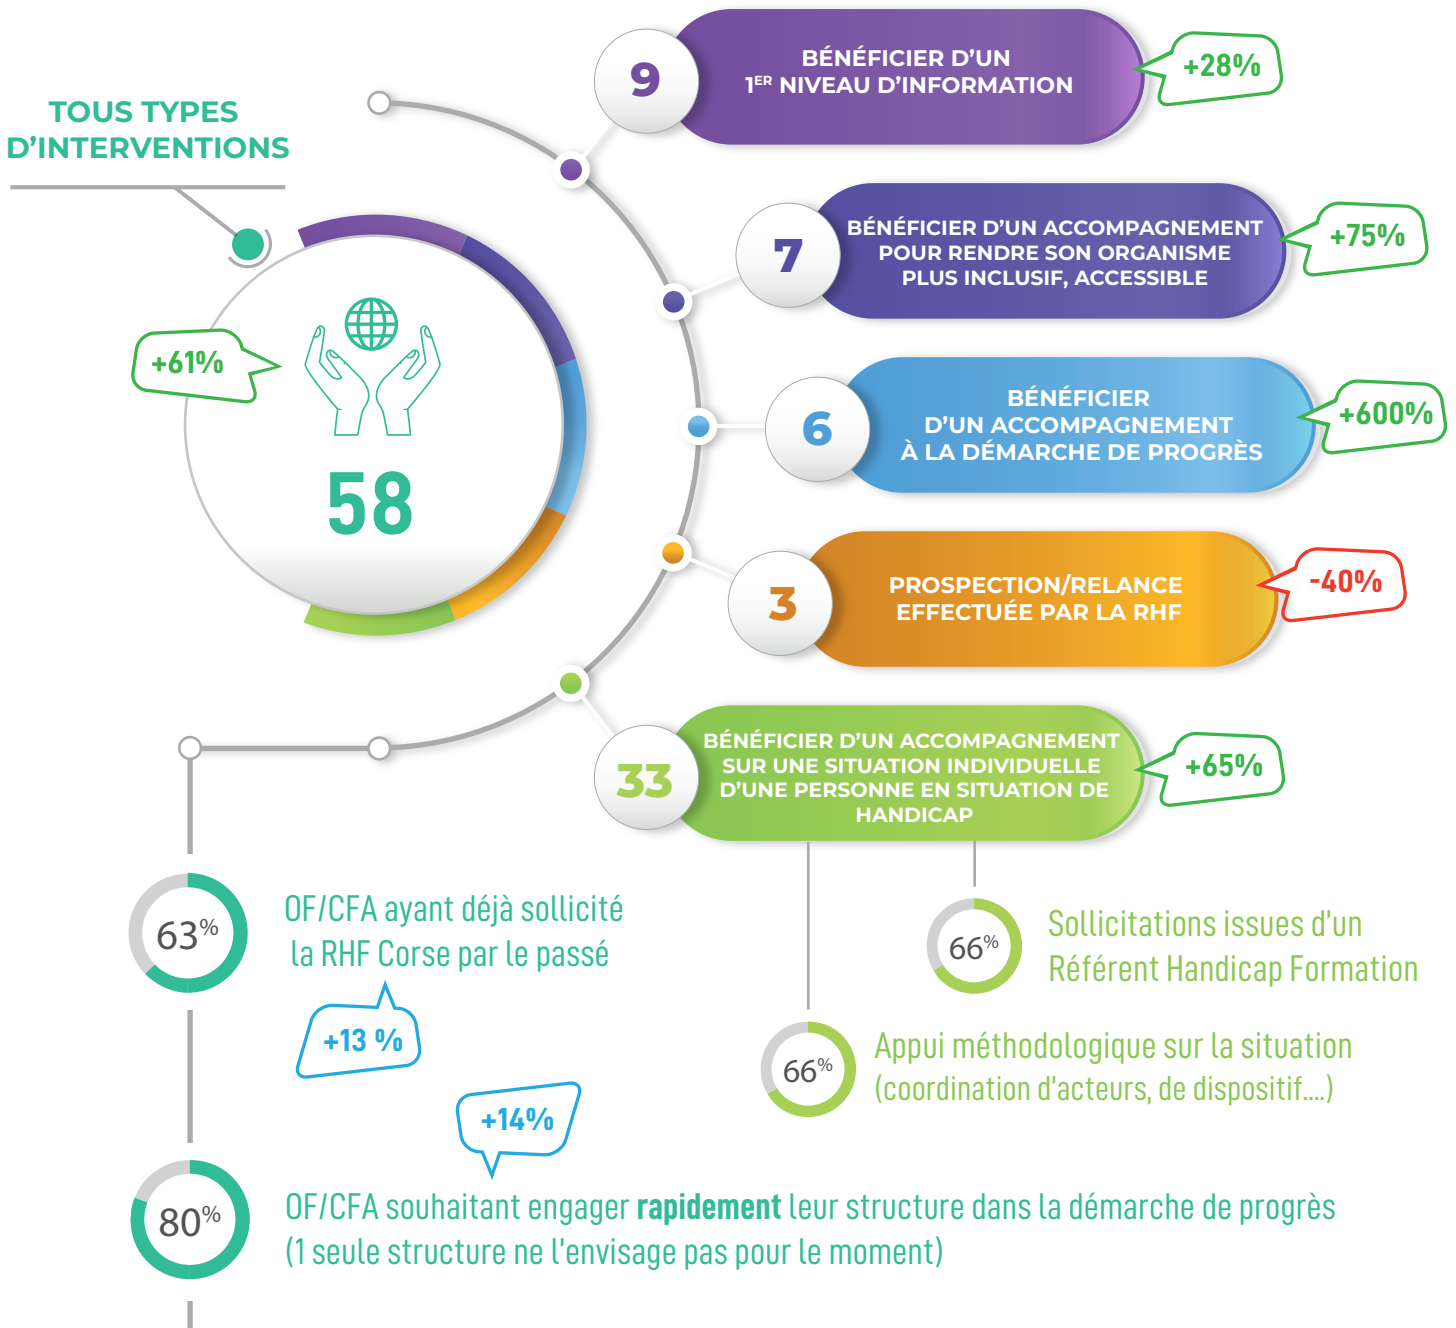 TOUS TYPES
D'INTERVENTIONS
+61%
58
9
BÉNÉFICIER D'UN
1ER NIVEAU D'INFORMATION
+28%
7
BÉNÉFICIER D'UN ACCOMPAGNEMENT
POUR RENDRE SON ORGANISME
PLUS INCLUSIF, ACCESSIBLE
+75%
6
BÉNÉFICIER
D'UN ACCOMPAGNEMENT
À LA DÉMARCHE DE PROGRÈS
+600%
3
PROSPECTION/RELANCE
EFFECTUÉE PAR LA RHF
-40%
33
BÉNÉFICIER D'UN ACCOMPAGNEMENT
SUR UNE SITUATION INDIVIDUELLE
D'UNE PERSONNE EN SITUATION DE
HANDICAP
+65%
66%
Sollicitations issues d'un
Référent Handicap Formation
66%
Appui méthodologique sur la situation
(coordination d'acteurs, de dispositif....)
63%
OF/CFA ayant déjà sollicité
la RHF Corse par le passé
+13 %
+14%
80%
OF/CFA souhaitant engager rapidement leur structure dans la démarche de progrès
(1 seule structure ne l'envisage pas pour le moment)